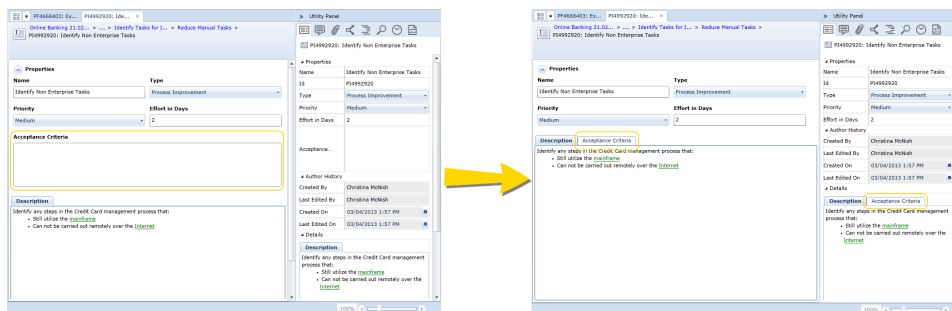 PF4668403: Ex...
PI4992920: Ide...
×
Online Banking 21.02... > ... > Identify Tasks for I... > Reduce Manual Tasks >
PI4992920: Identify Non Enterprise Tasks
Properties
Name
Type
Identify Non Enterprise Tasks
Process Improvement
Priority
Effort in Days
Medium
2
Acceptance Criteria
Description
Identify any steps in the Credit Card management process that:
• Still utilize the mainframe
• Can not be carried out remotely over the Internet
» Utility Panel
PI4992920: Identify Non Enterprise Tasks
Properties
Name Identify Non Enterprise Tasks
Id PI4992920
Type Process Improvement
Priority Medium
Effort in Days 2
Acceptance...
Author History
Created By Christina McNish
Last Edited By Christina McNish
Created On 03/04/2013 1:57 PM
Last Edited On 03/04/2013 1:57 PM
Details
Description
Identify any steps in the Credit Card management
process that:
• Still utilize the mainframe
• Can not be carried out remotely over the
Internet
100%
PF4668403: Ex...
PI4992920: Ide...
×
Online Banking 21.02... > ... > Identify Tasks for I... > Reduce Manual Tasks >
PI4992920: Identify Non Enterprise Tasks
Properties
Name
Type
Identify Non Enterprise Tasks
Process Improvement
Priority
Effort in Days
Medium
2
Description
Acceptance Criteria
Identify any steps in the Credit Card management process that:
• Still utilize the mainframe
• Can not be carried out remotely over the Internet
» Utility Panel
PI4992920: Identify Non Enterprise Tasks
Properties
Name Identify Non Enterprise Tasks
Id PI4992920
Type Process Improvement
Priority Medium
Effort in Days 2
Author History
Created By Christina McNish
Last Edited By Christina McNish
Created On 03/04/2013 1:57 PM
Last Edited On 03/04/2013 1:57 PM
Details
Description
Acceptance Criteria
Identify any steps in the Credit Card management
process that:
• Still utilize the mainframe
• Can not be carried out remotely over the
Internet
100%